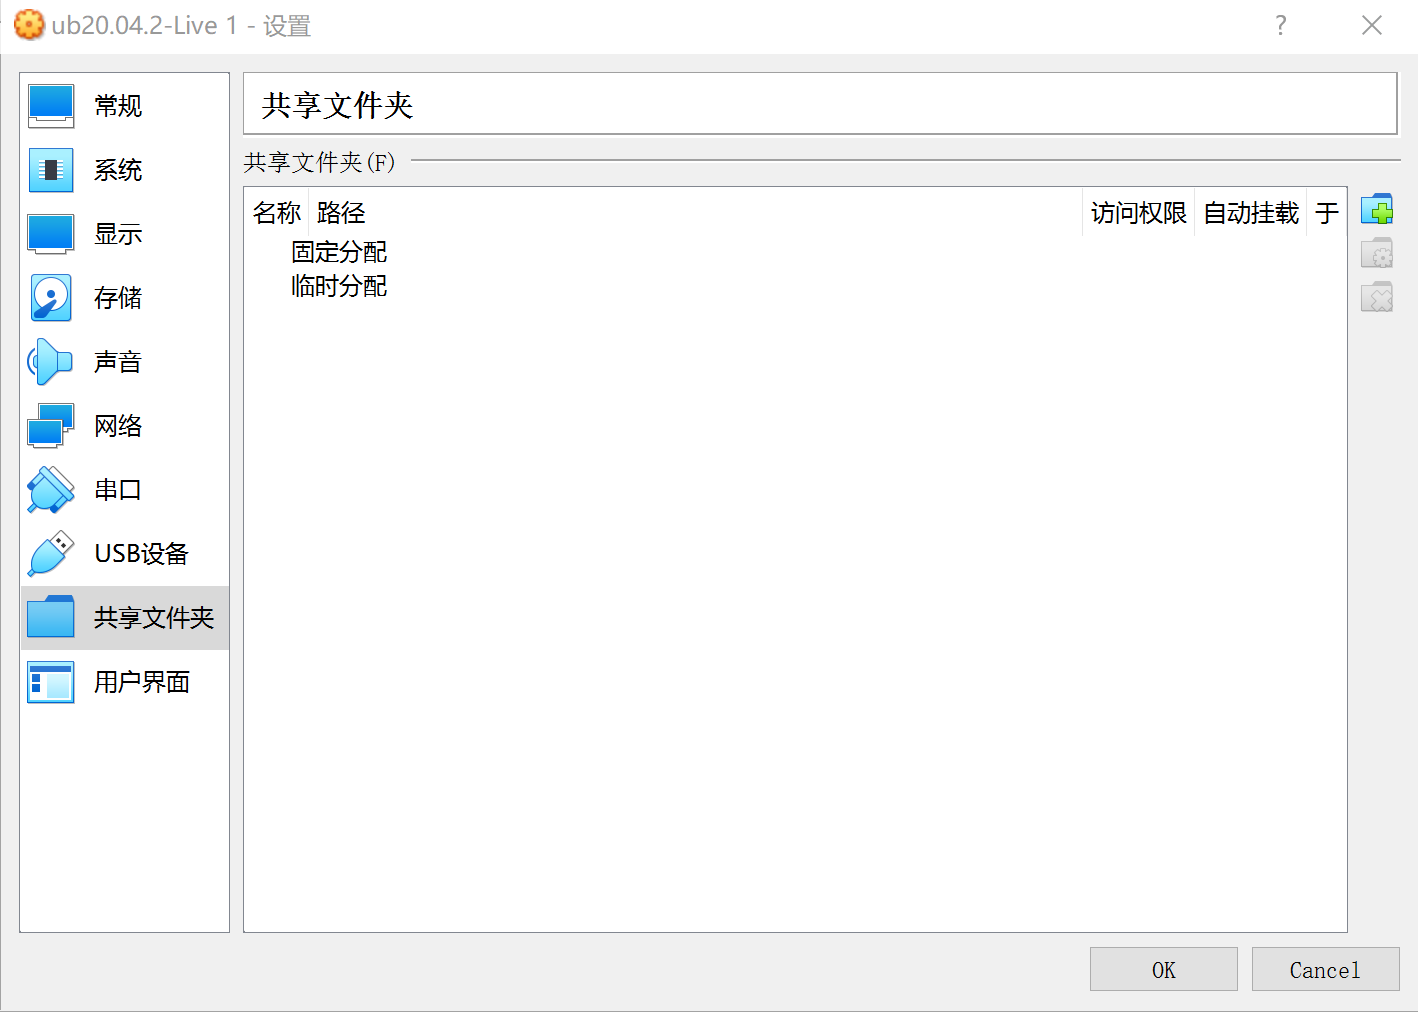 ub20.04.2-Live 1 - 设置
?
常规
系统
显示
存储
声音
网络
串口
USB设备
共享文件夹
用户界面
共享文件夹
共享文件夹(F)
名称 路径 访问权限 自动挂载 于
固定分配
临时分配
OK Cancel